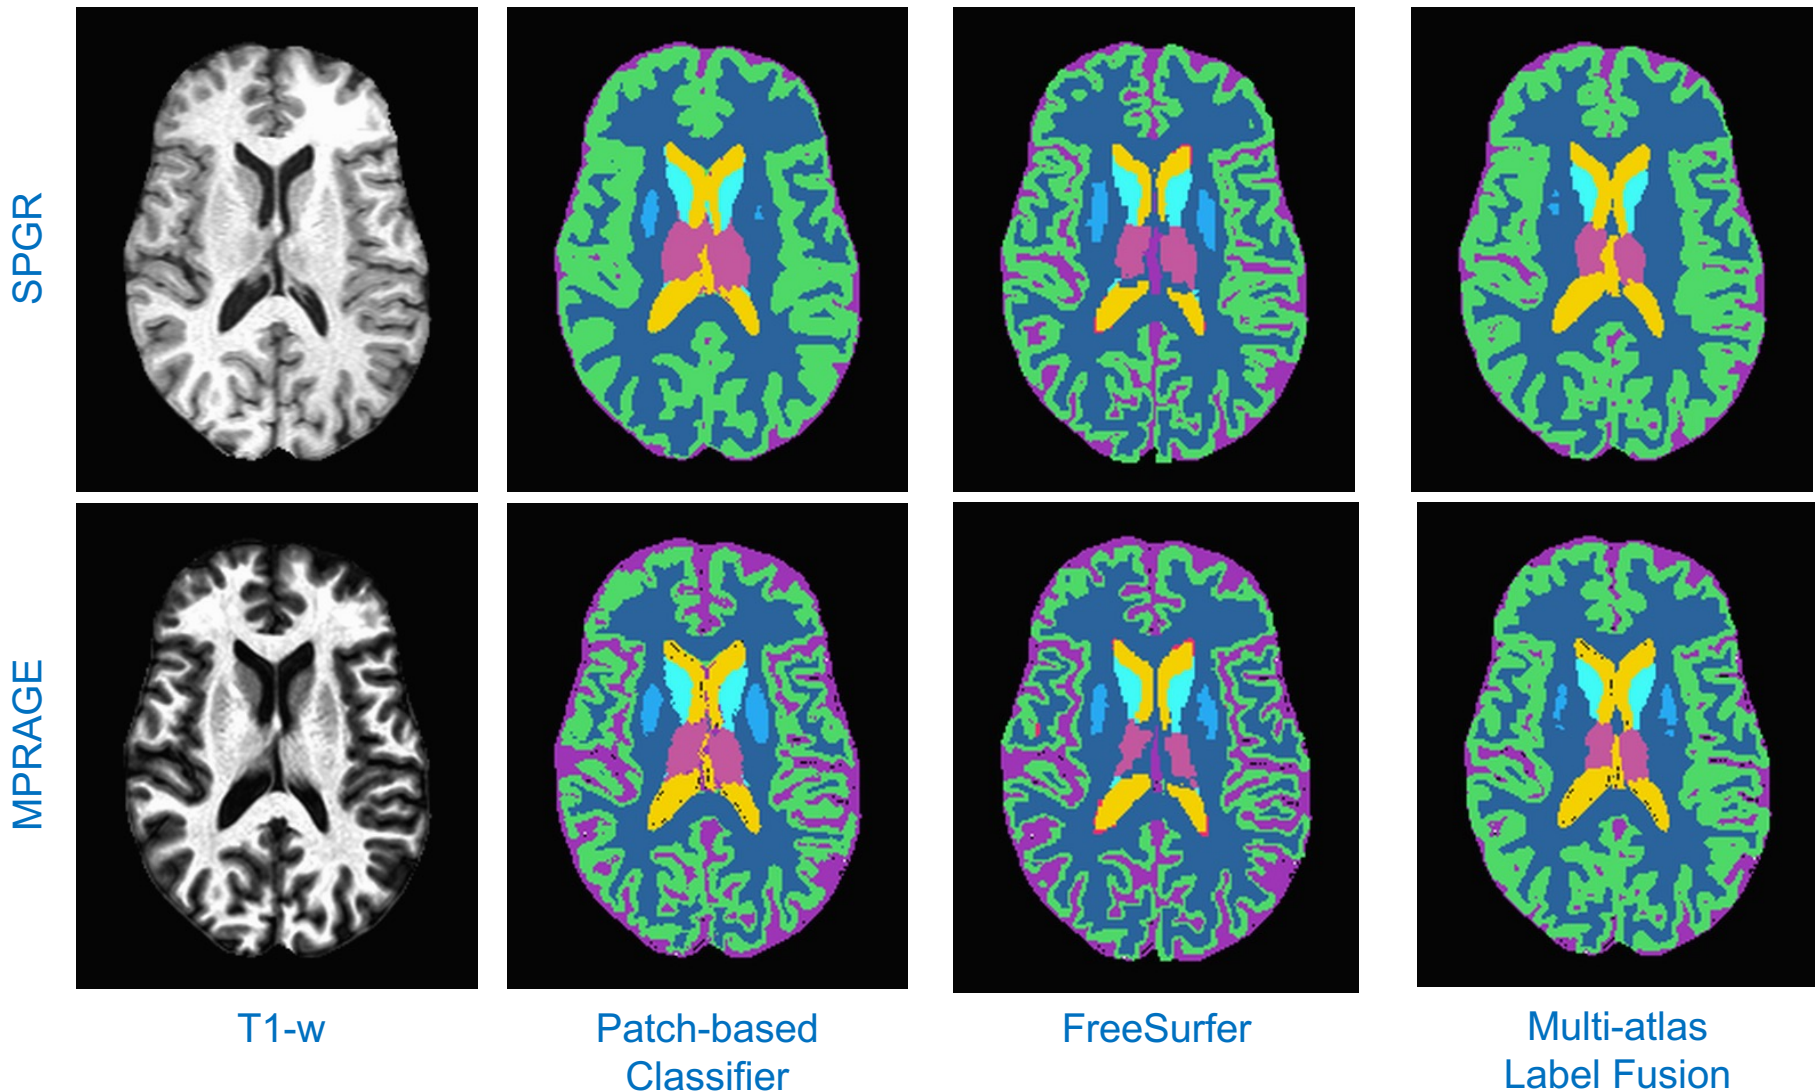 SPGR
MPRAGE
T1-w
Patch-based
Classifier
FreeSurfer
Multi-atlas
Label Fusion